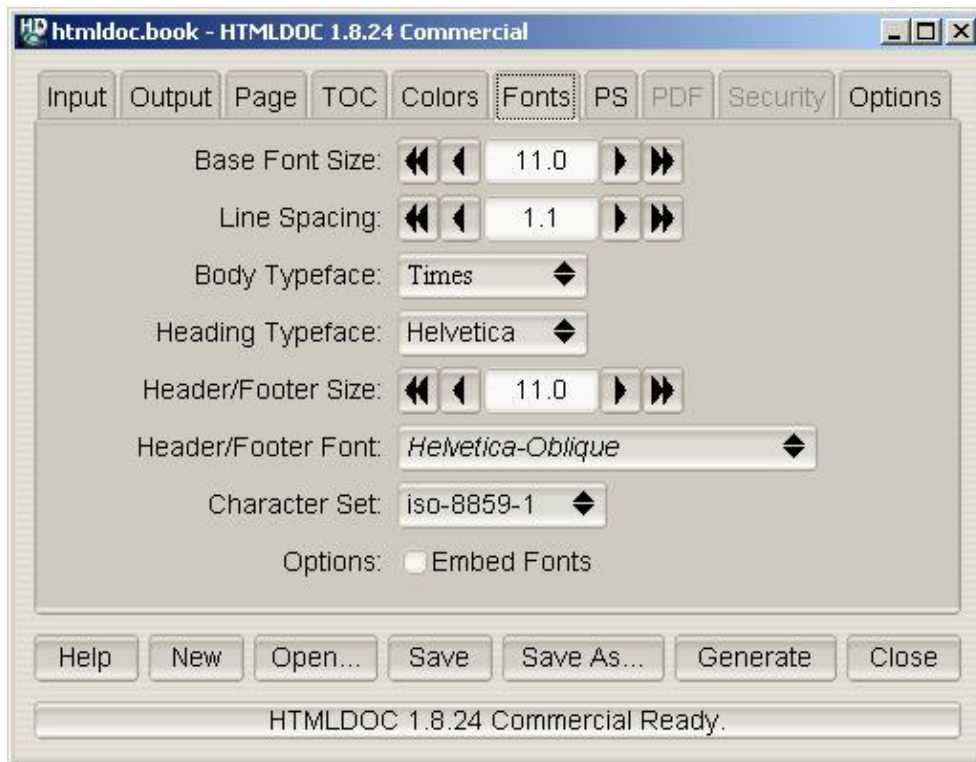 HD htmldoc.book - HTMLDOC 1.8.24 Commercial
Input Output Page TOC Colors Fonts PS PDF Security Options
Base Font Size: 11.0
Line Spacing: 1.1
Body Typeface: Times
Heading Typeface: Helvetica
Header/Footer Size: 11.0
Header/Footer Font: Helvetica-Oblique
Character Set: iso-8859-1
Options: Embed Fonts
Help New Open... Save Save As... Generate Close
HTMLDOC 1.8.24 Commercial Ready.